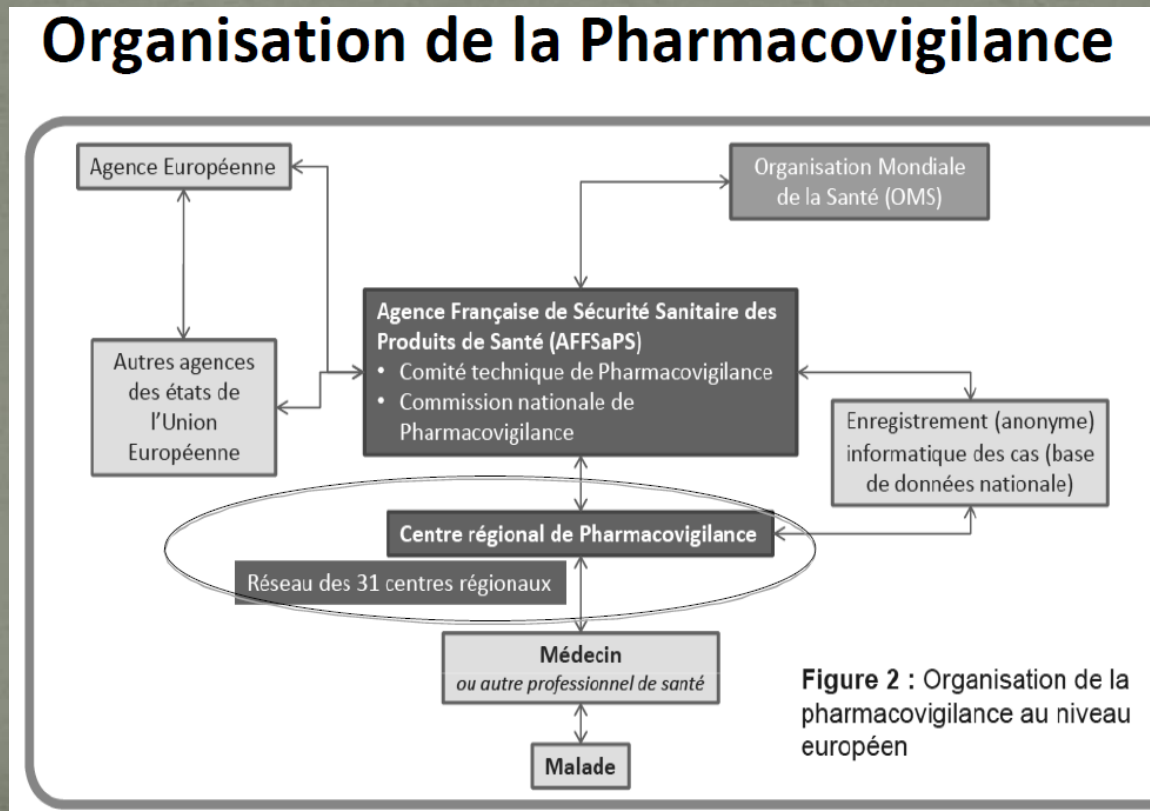 Organisation de la Pharmacovigilance
Agence Européenne
Organisation Mondiale
de la Santé (OMS)
Agence Française de Sécurité Sanitaire des
Produits de Santé (AFFSaPS)
• Comité technique de Pharmacovigilance
• Commission nationale de
Pharmacovigilance
Autres agences
des états de
l'Union
Européenne
Enregistrement (anonyme)
informatique des cas (base
de données nationale)
Centre régional de Pharmacovigilance
Réseau des 31 centres régionaux
Médecin
ou autre professionnel de santé
Malade
Figure 2 : Organisation de la
pharmacovigilance au niveau
européen